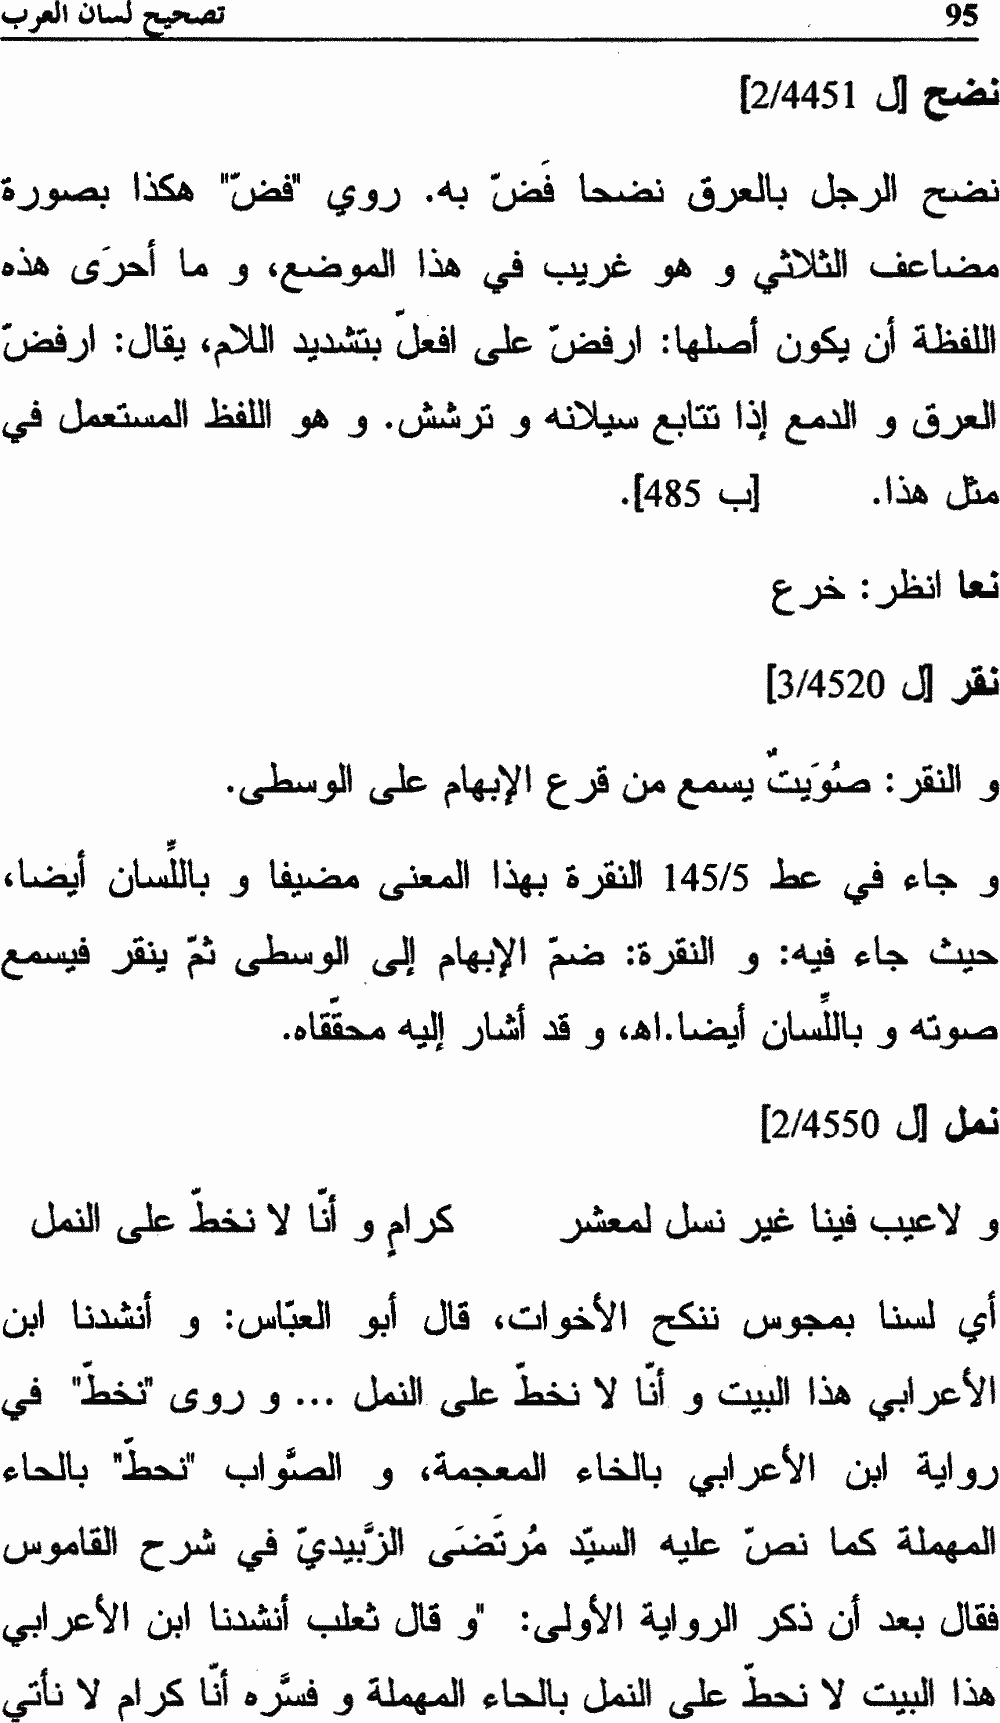 95 تصحيح لسان العرب
نضح [ل 2/4451]
نضح الرجل بالعرق نضحا فَضّ به. روي "فضّ" هكذا بصورة
مضاعف الثلاثي و هو غريب في هذا الموضع، و ما أحرَى هذه
اللفظة أن يكون أصلها: ارفضّ على افعلّ بتشديد اللام، يقال: ارفضّ
العرق و الدمع إذا تتابع سيلانه و ترشش. و هو اللفظ المستعمل في
مثل هذا. [ب 485].
نعا انظر: خرع
نقر [ل 3/4520]
و النقر: صُوَيتٌ يسمع من قرع الإبهام على الوسطى.
و جاء في عط 145/5 النقرة بهذا المعنى مضيفا و باللِّسان أيضا،
حيث جاء فيه: و النقرة: ضمّ الإبهام إلى الوسطى ثمّ ينقر فيسمع
صوته و باللِّسان أيضا.اهـ، و قد أشار إليه محقّقاه.
نمل [ل 2/4550]
و لاعيب فينا غير نسل لمعشر كرامٍ و أنّا لا نخطّ على النمل
أي لسنا بمجوس ننكح الأخوات، قال أبو العبّاس: و أنشدنا ابن
الأعرابي هذا البيت و أنّا لا نخطّ على النمل ... و روى "نخطّ" في
رواية ابن الأعرابي بالخاء المعجمة، و الصَّواب "نحطّ" بالحاء
المهملة كما نصّ عليه السيّد مُرتَضَى الزَّبيديّ في شرح القاموس
فقال بعد أن ذكر الرواية الأولى: "و قال ثعلب أنشدنا ابن الأعرابي
هذا البيت لا نحطّ على النمل بالحاء المهملة و فسَّره أنّا كرام لا نأتي